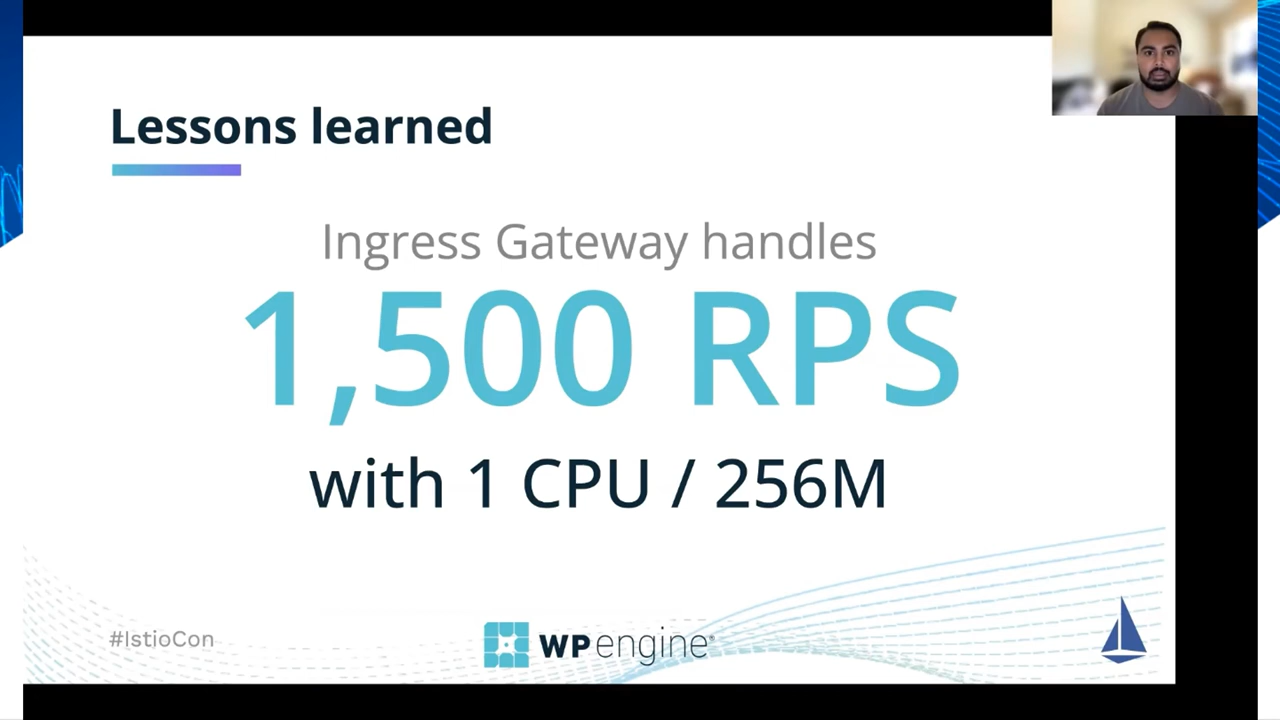 Lessons learned
Ingress Gateway handles
1,500 RPS
with 1 CPU / 256M
#IstioCon
WP engine®